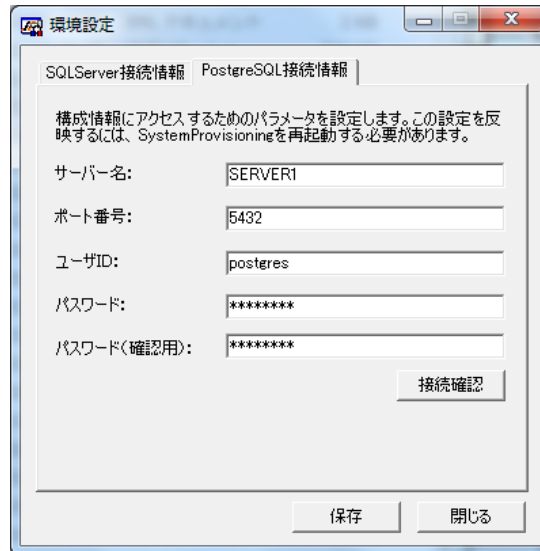 環境設定
SQLServer接続情報 PostgreSQL接続情報
構成情報にアクセスするためのパラメータを設定します。この設定を反
映するには、SystemProvisioningを再起動する必要があります。
サーバー名: SERVER1
ポート番号: 5432
ユーザID: postgres
パスワード: ********
パスワード(確認用): ********
接続確認
保存 閉じる